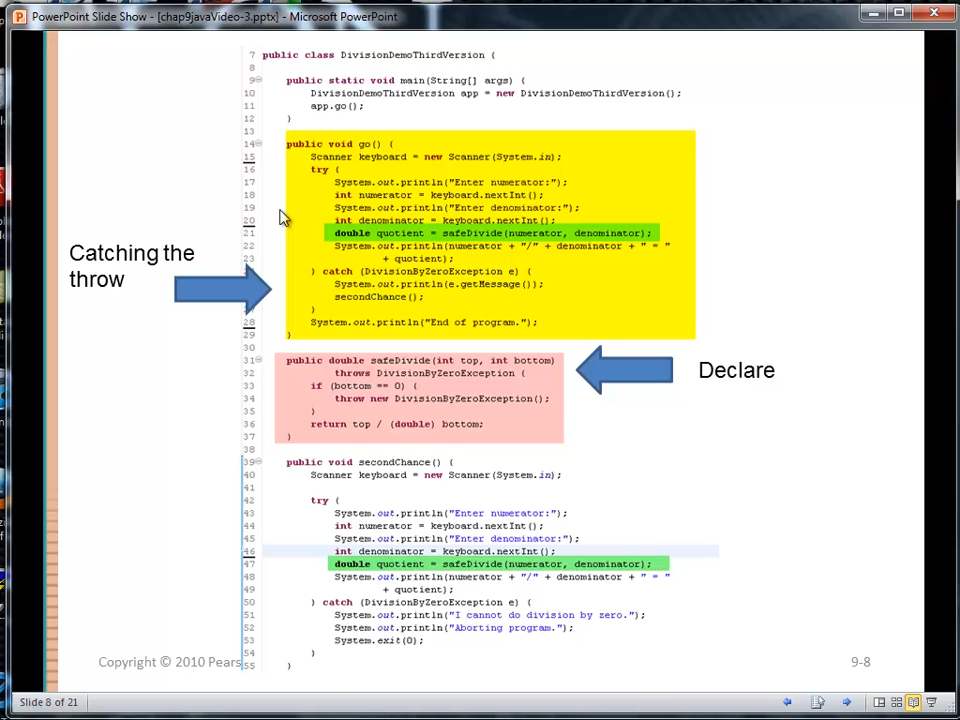 PowerPoint Slide Show - [chap9javaVideo-3.pptx] - Microsoft PowerPoint
7 public class DivisionDemoThirdVersion {
8
9 public static void main(String[] args) {
10 DivisionDemoThirdVersion app = new DivisionDemoThirdVersion();
11 app.go();
12 }
13
14 public void go() {
15 Scanner keyboard = new Scanner(System.in);
16 try {
17 System.out.println("Enter numerator:");
18 int numerator = keyboard.nextInt();
19 System.out.println("Enter denominator:");
20 int denominator = keyboard.nextInt();
21 double quotient = safeDivide(numerator, denominator);
22 System.out.println(numerator + "/" + denominator + " = "
23 + quotient);
} catch (DivisionByZeroException e) {
System.out.println(e.getMessage());
secondChance();
}
28 System.out.println("End of program.");
29 }
30
31 public double safeDivide(int top, int bottom)
32 throws DivisionByZeroException {
33 if (bottom == 0) {
34 throw new DivisionByZeroException();
35 }
36 return top / (double) bottom;
37 }
38
39 public void secondChance() {
40 Scanner keyboard = new Scanner(System.in);
41
42 try {
43 System.out.println("Enter numerator:");
44 int numerator = keyboard.nextInt();
45 System.out.println("Enter denominator:");
46 int denominator = keyboard.nextInt();
47 double quotient = safeDivide(numerator, denominator);
48 System.out.println(numerator + "/" + denominator + " = "
49 + quotient);
50 } catch (DivisionByZeroException e) {
51 System.out.println("I cannot do division by zero.");
52 System.out.println("Aborting program.");
53 System.exit(0);
54 }
55 }
Catching the
throw
Declare
Copyright © 2010 Pears
9-8
Slide 8 of 21